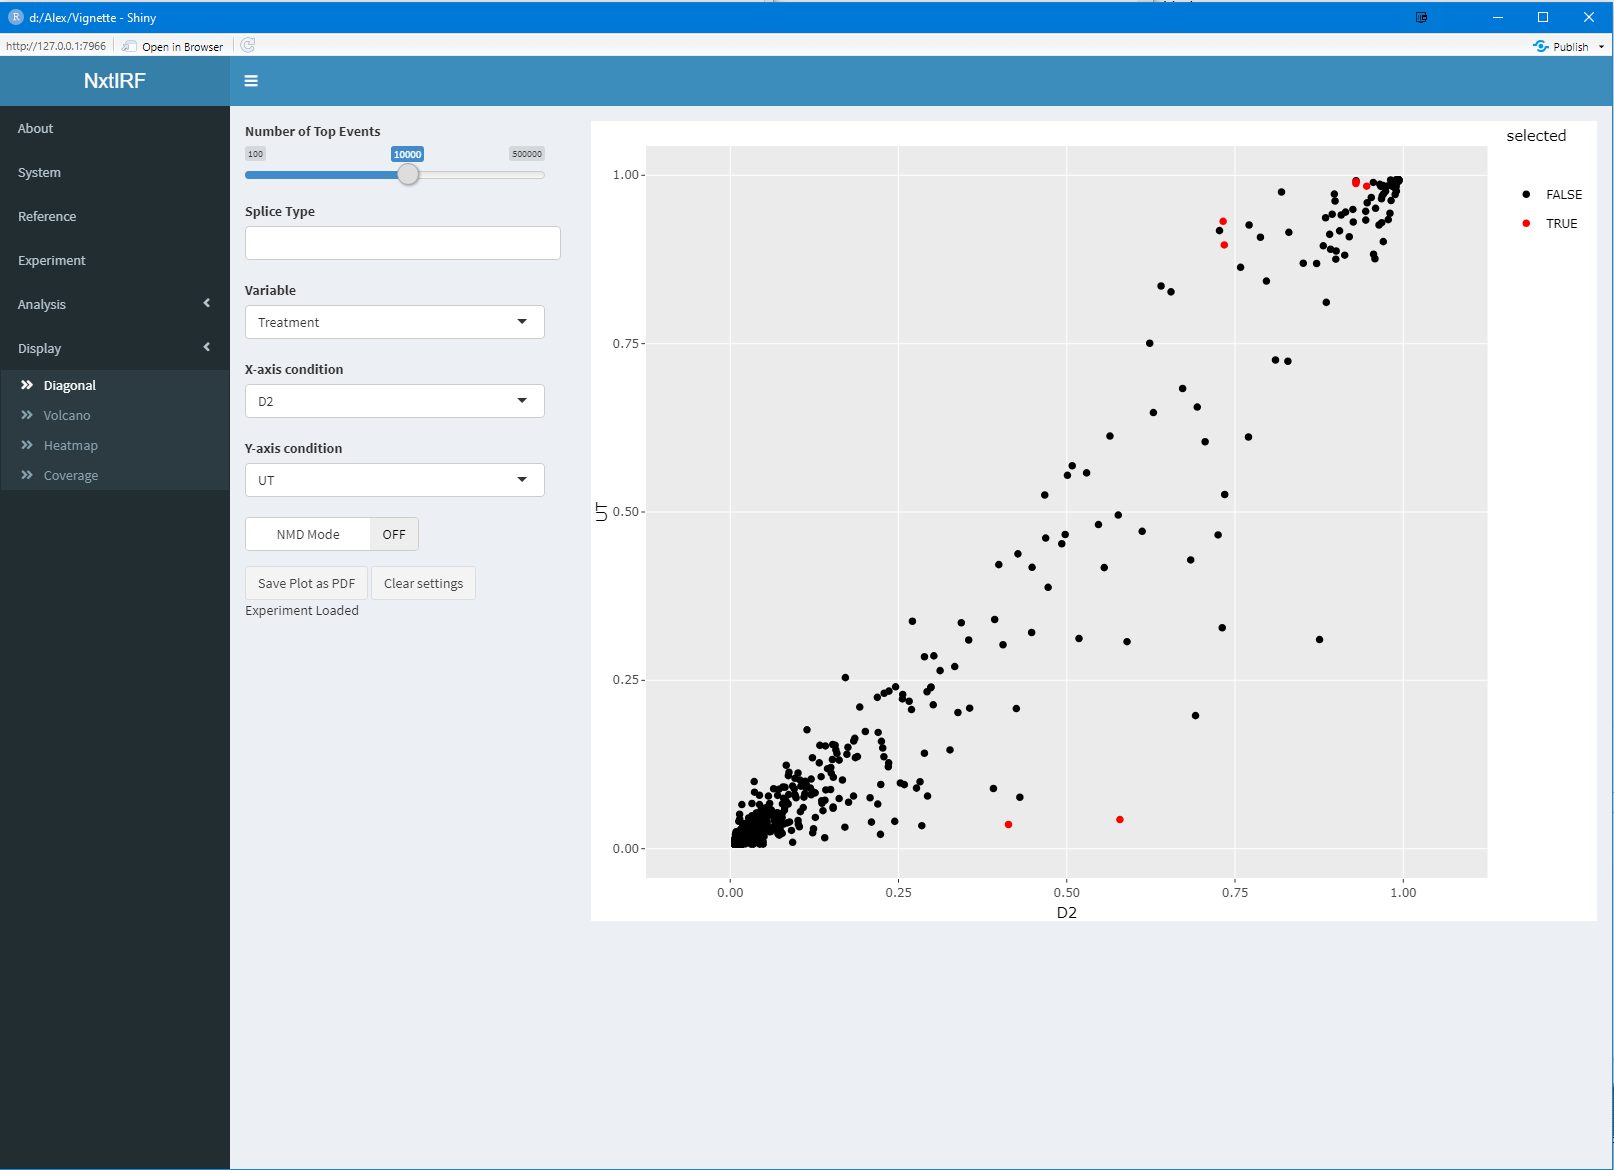 d:/Alex/Vignette - Shiny
http://127.0.0.1:7966
Open in Browser
Publish
NxtIRF
About
System
Reference
Experiment
Analysis
Display
Diagonal
Volcano
Heatmap
Coverage
Number of Top Events
100
10000
500000
Splice Type
Variable
Treatment
X-axis condition
D2
Y-axis condition
UT
NMD Mode OFF
Save Plot as PDF
Clear settings
Experiment Loaded
selected
FALSE
TRUE
1.00
0.75
0.50
0.25
0.00
UT
0.00
0.25
0.50
0.75
1.00
D2